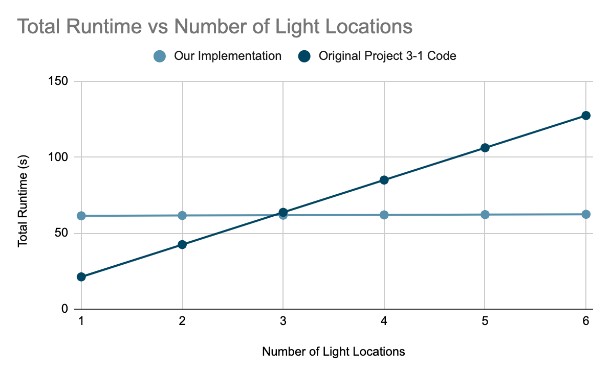 Total Runtime vs Number of Light Locations
Our Implementation Original Project 3-1 Code
Total Runtime (s)
150
100
50
0
1 2 3 4 5 6
Number of Light Locations